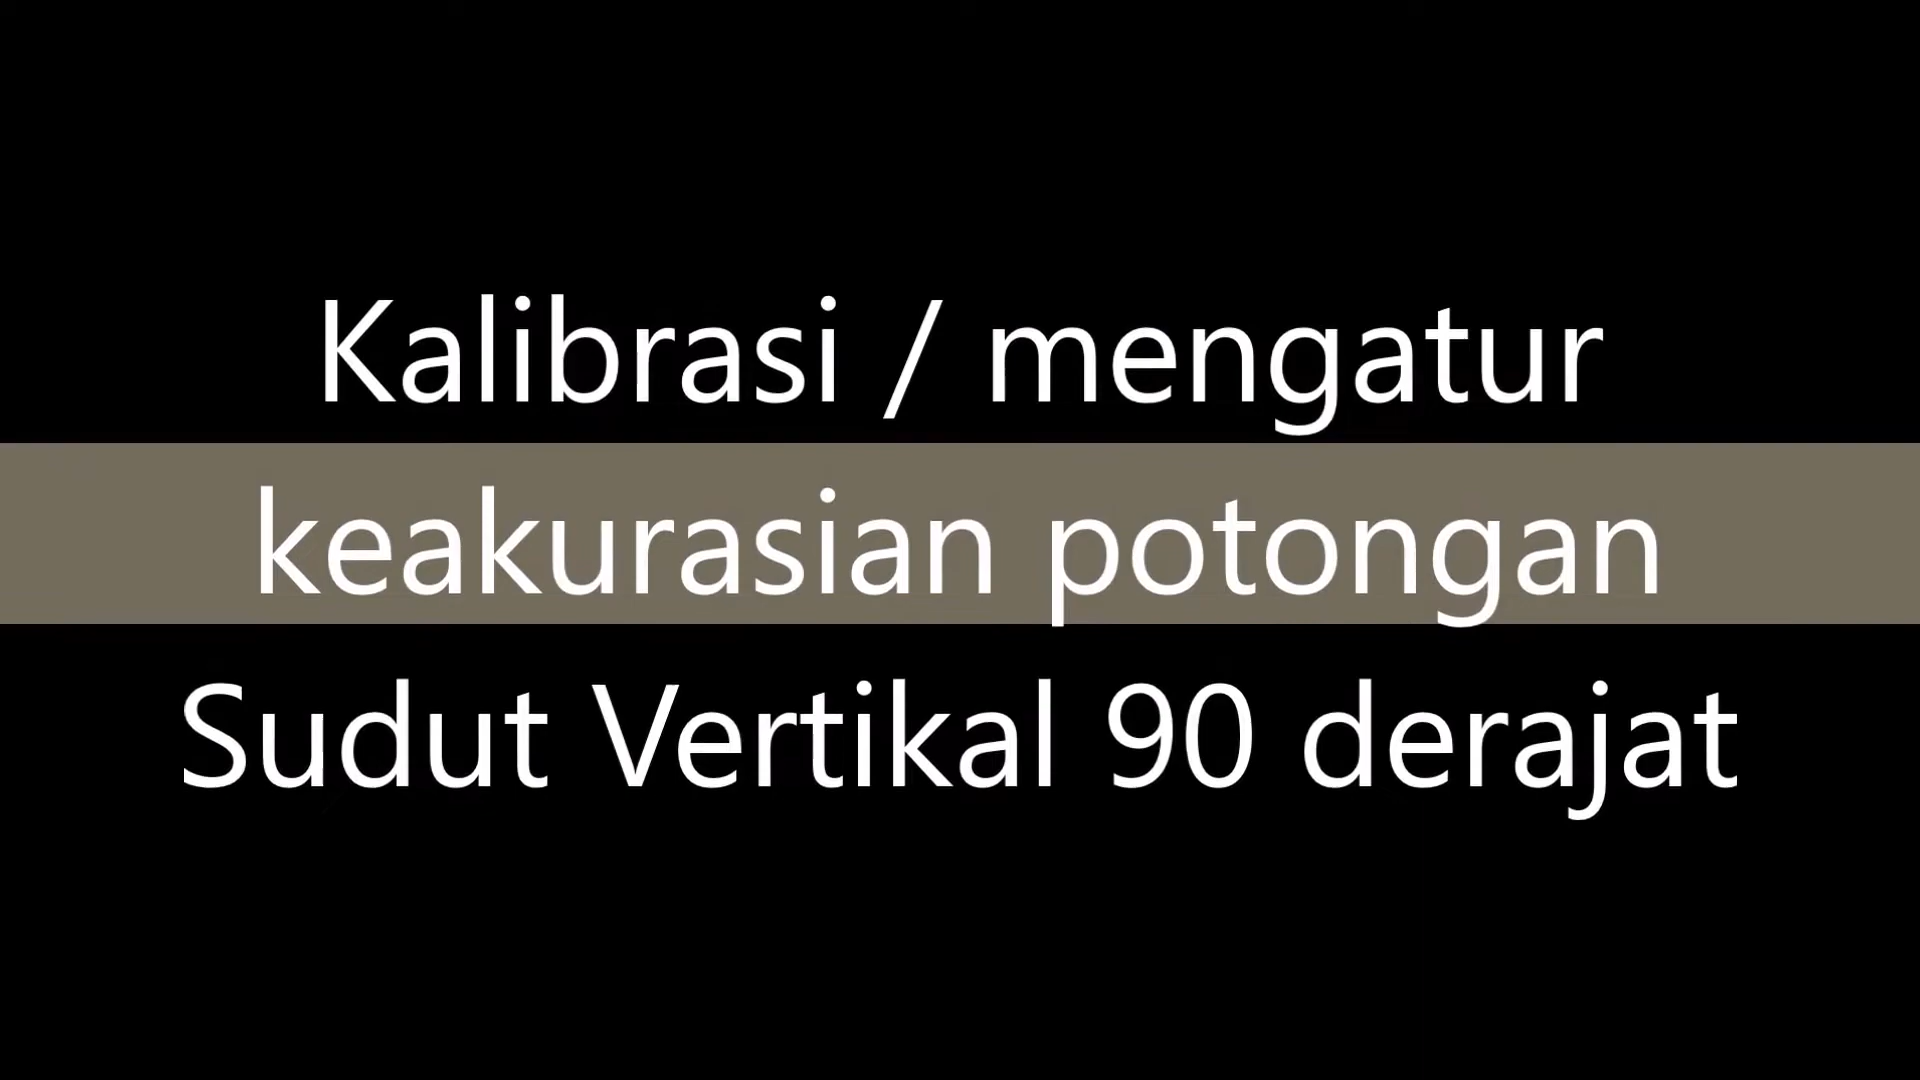 Kalibrasi / mengatur
keakurasian potongan
Sudut Vertikal 90 derajat